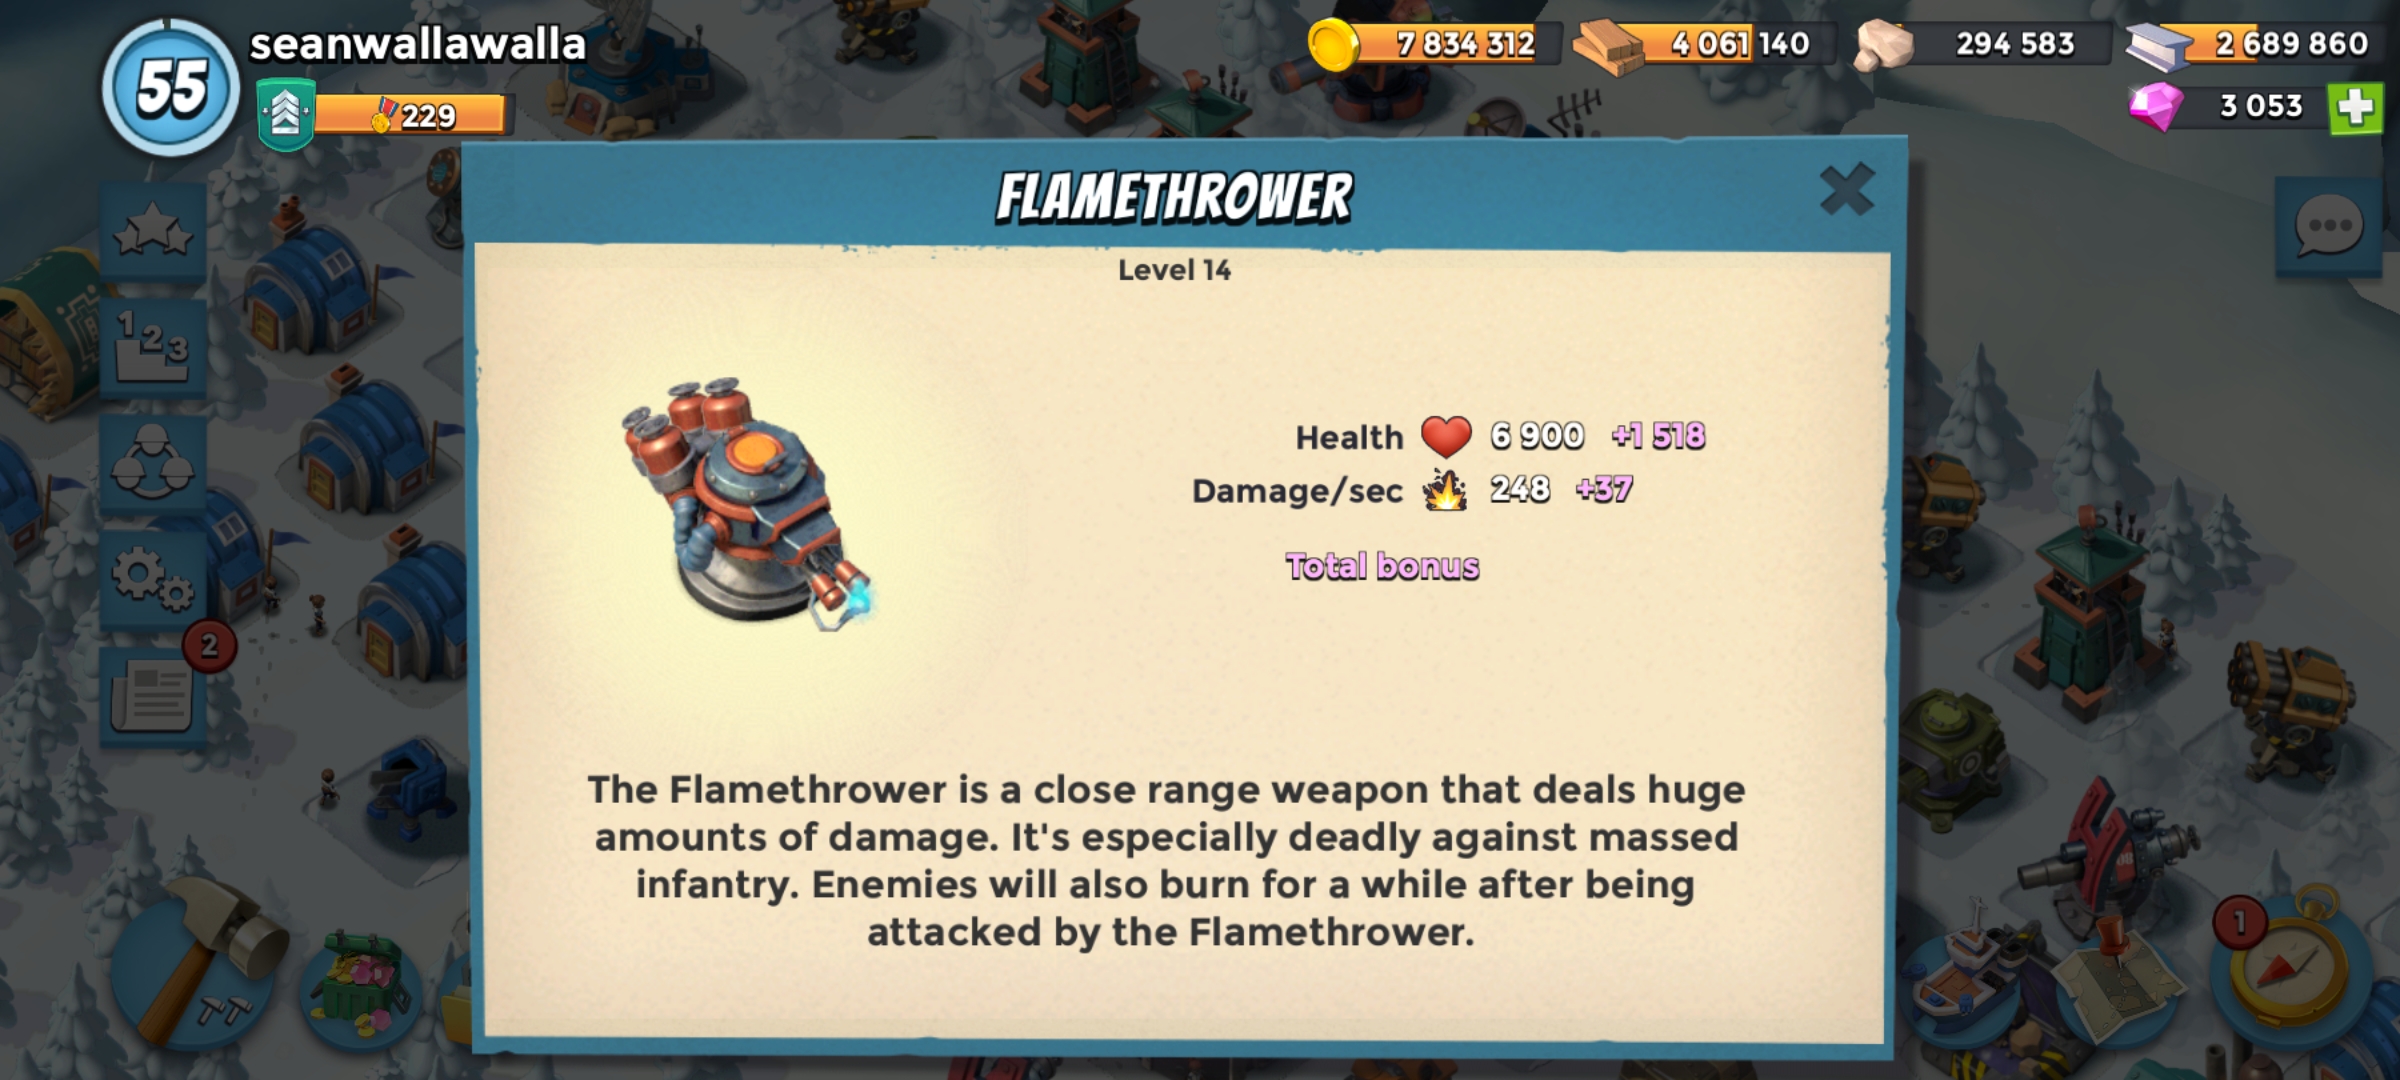 55
seanwallawalla
229
7 834 312
4 061 140
294 583
2 689 860
3 053
FLAMETHROWER
Level 14
Health 6 900 +1 518
Damage/sec 248 +37
Total bonus
The Flamethrower is a close range weapon that deals huge
amounts of damage. It's especially deadly against massed
infantry. Enemies will also burn for a while after being
attacked by the Flamethrower.
1 2 3
2
1